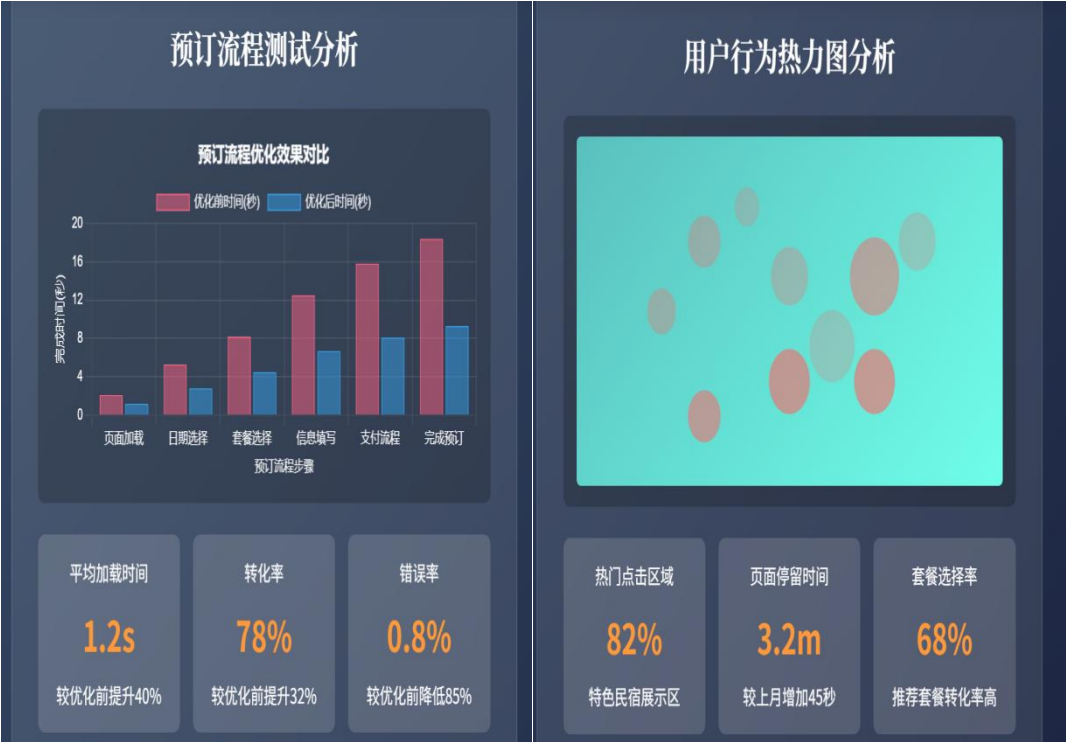 预订流程测试分析
预订流程优化效果对比
优化前时间(秒) 优化后时间(秒)
完成时间(秒)
20
16
12
8
4
0
页面加载 日期选择 套餐选择 信息填写 支付流程 完成预订
预订流程步骤
平均加载时间
1.2s
较优化前提升40%
转化率
78%
较优化前提升32%
错误率
0.8%
较优化前降低85%
用户行为热力图分析
热门点击区域
82%
特色民宿展示区
页面停留时间
3.2m
较上月增加45秒
套餐选择率
68%
推荐套餐转化率高